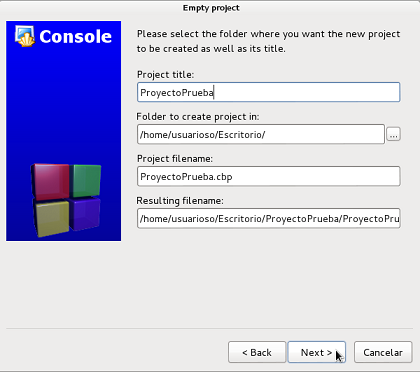 Empty project
Console
Please select the folder where you want the new project
to be created as well as its title.
Project title:
ProyectoPrueba
Folder to create project in:
/home/usuarioso/Escritorio/
...
Project filename:
ProyectoPrueba.cbp
Resulting filename:
/home/usuarioso/Escritorio/ProyectoPrueba/ProyectoPru
< Back
Next >
Cancelar